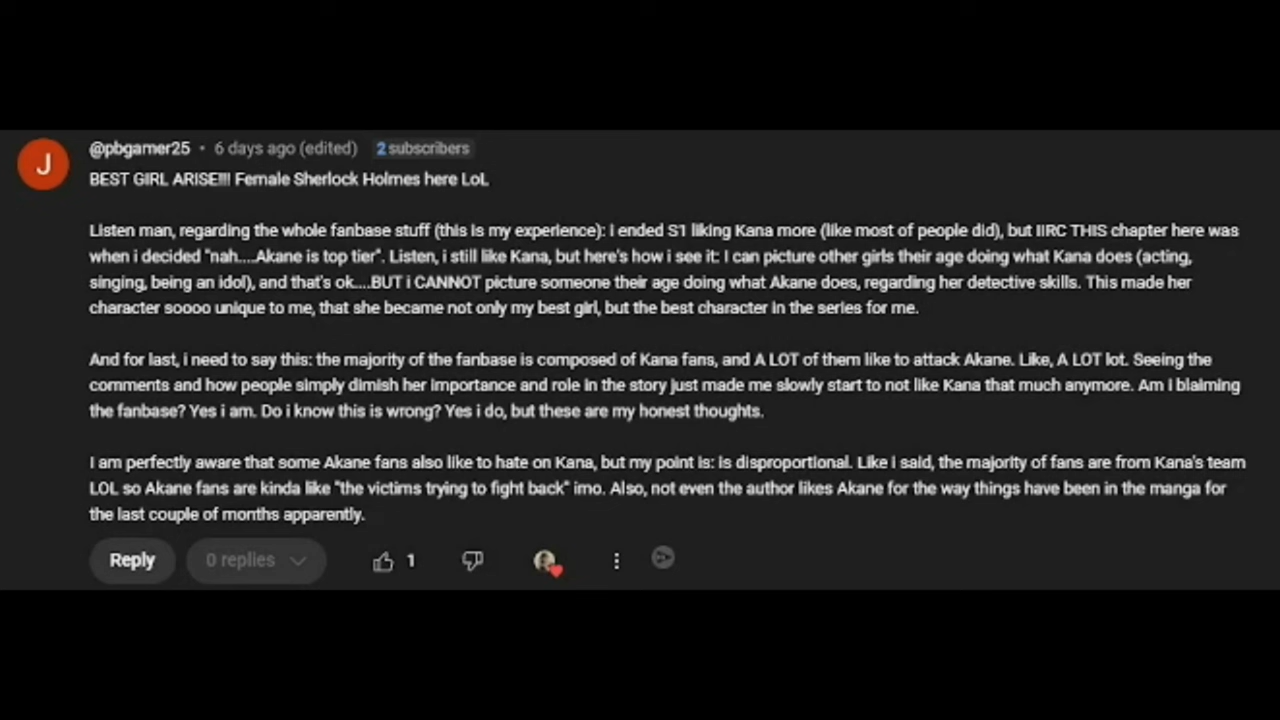 J
@pbgamer25 • 6 days ago (edited) 2 subscribers
BEST GIRL ARISE!!! Female Sherlock Holmes here LoL
Listen man, regarding the whole fanbase stuff (this is my experience): i ended S1 liking Kana more (like most of people did), but IIRC THIS chapter here was
when i decided "nah....Akane is top tier". Listen, i still like Kana, but here's how i see it: I can picture other girls their age doing what Kana does (acting,
singing, being an idol), and that's ok....BUT i CANNOT picture someone their age doing what Akane does, regarding her detective skills. This made her
character soooo unique to me, that she became not only my best girl, but the best character in the series for me.
And for last, i need to say this: the majority of the fanbase is composed of Kana fans, and A LOT of them like to attack Akane. Like, A LOT lot. Seeing the
comments and how people simply dimish her importance and role in the story just made me slowly start to not like Kana that much anymore. Am I blaiming
the fanbase? Yes i am. Do i know this is wrong? Yes i do, but these are my honest thoughts.
I am perfectly aware that some Akane fans also like to hate on Kana, but my point is: is disproportional. Like i said, the majority of fans are from Kana's team
LOL so Akane fans are kinda like "the victims trying to fight back" imo. Also, not even the author likes Akane for the way things have been in the manga for
the last couple of months apparently.
Reply 0 replies 1